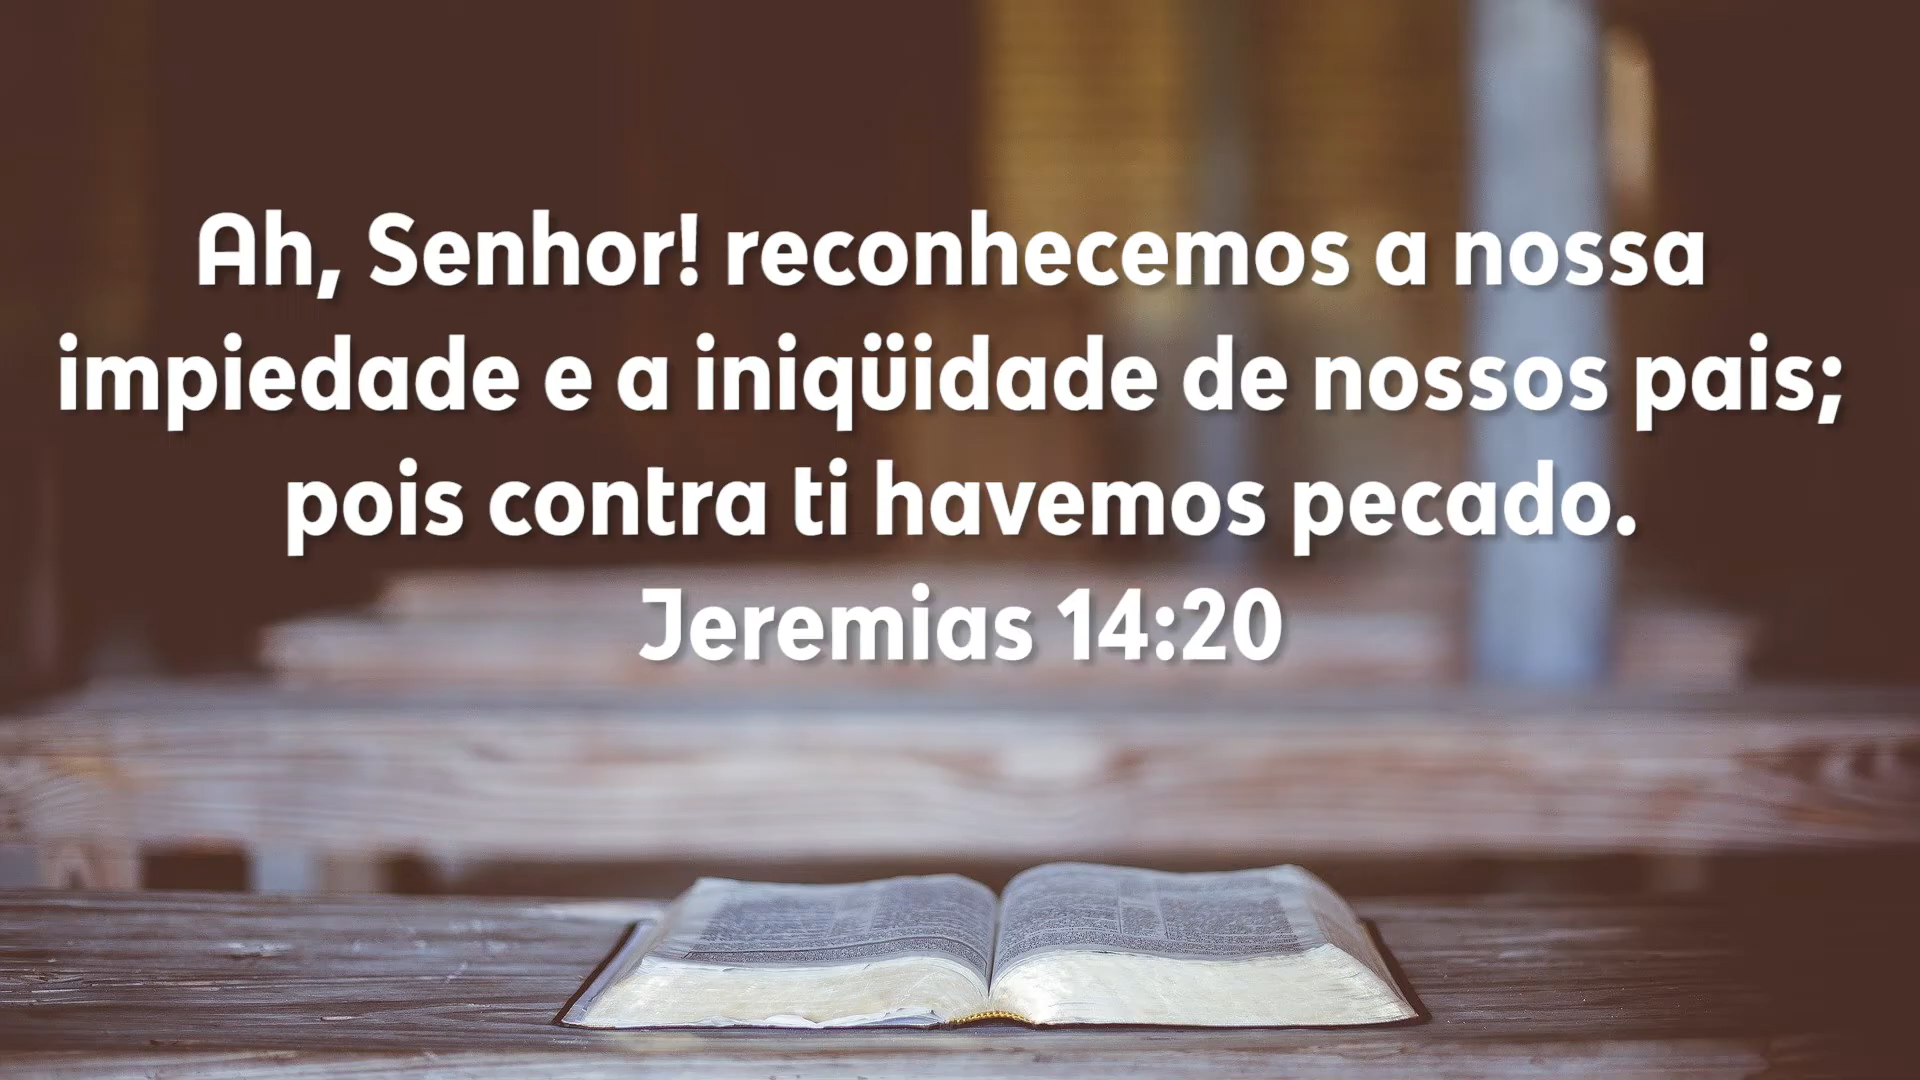 Ah, Senhor! reconhecemos a nossa
impiedade e a iniqüidade de nossos pais;
pois contra ti havemos pecado.
Jeremias 14:20